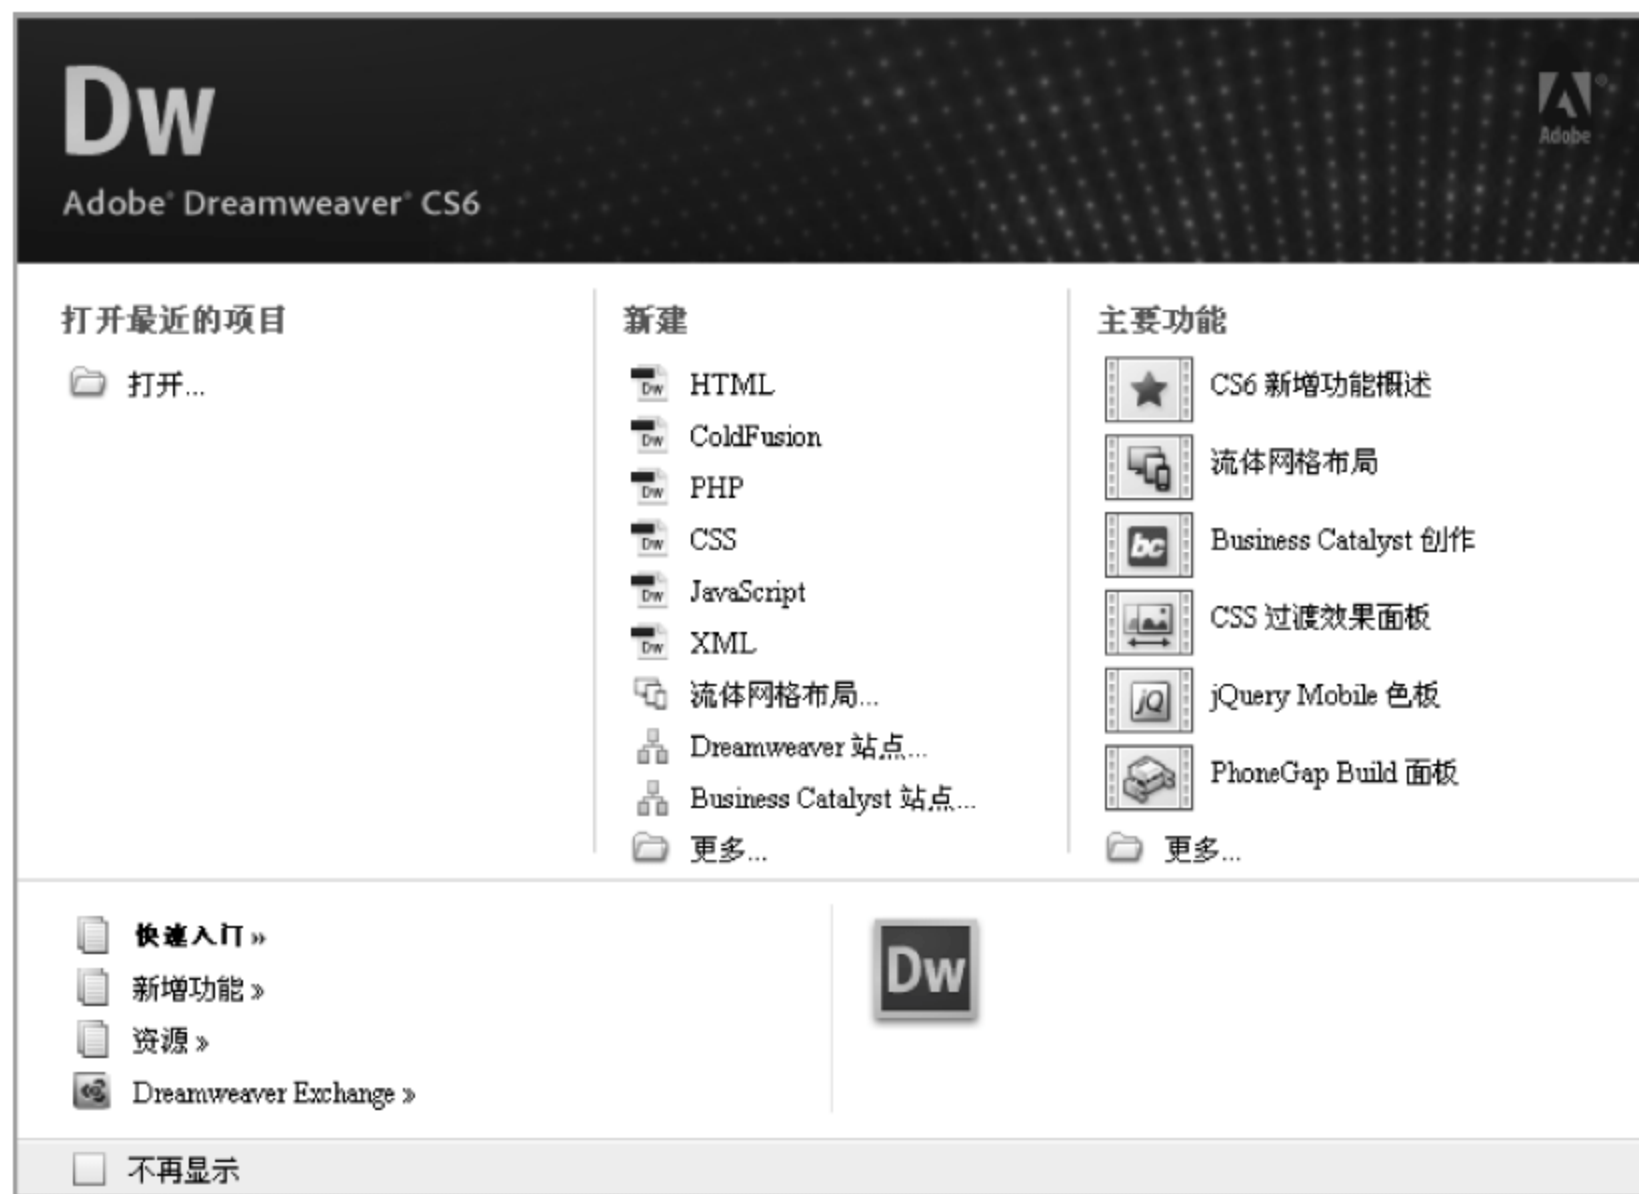 Dw
Adobe
Adobe® Dreamweaver® CS6
打开最近的项目
打开...
新建
HTML
ColdFusion
PHP
CSS
JavaScript
XML
流体网格布局...
Dreamweaver 站点...
Business Catalyst 站点...
更多...
主要功能
CS6 新增功能概述
流体网格布局
bc
Business Catalyst 创作
CSS 过渡效果面板
jQ
jQuery Mobile 色板
PhoneGap Build 面板
更多...
快速入门 »
新增功能 »
资源 »
Dreamweaver Exchange »
Dw
不再显示